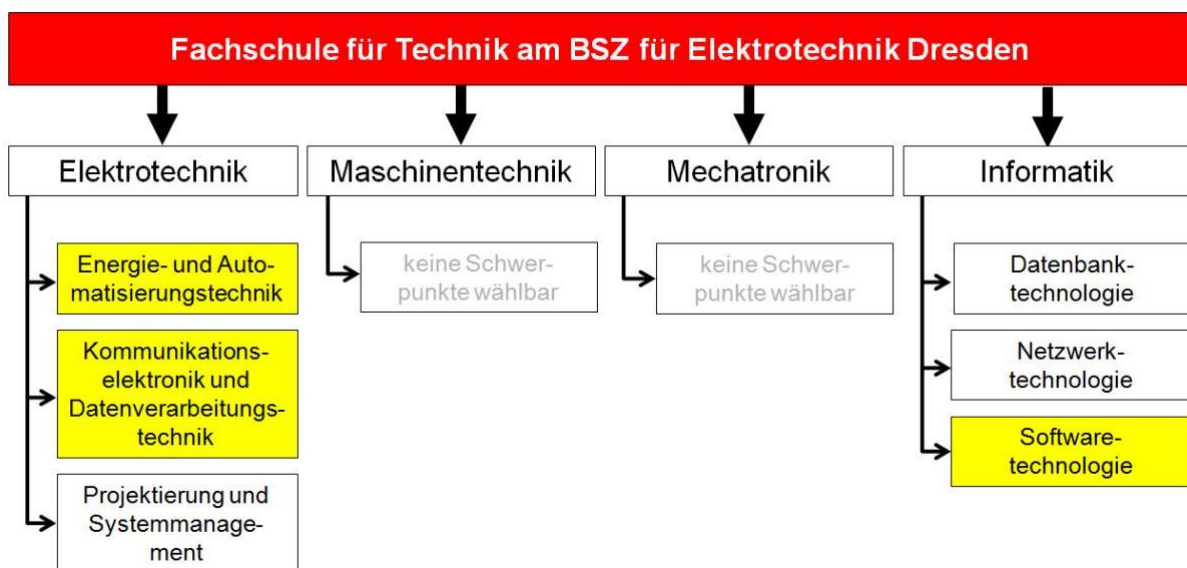 Fachschule für Technik am BSZ für Elektrotechnik Dresden
Elektrotechnik
Energie- und Auto-
matisierungstechnik
Kommunikations-
elektronik und
Datenverarbeitungs-
technik
Projektierung und
Systemmanage-
ment
Maschinentechnik
keine Schwer-
punkte wählbar
Mechatronik
keine Schwer-
punkte wählbar
Informatik
Datenbank-
technologie
Netzwerk-
technologie
Software-
technologie